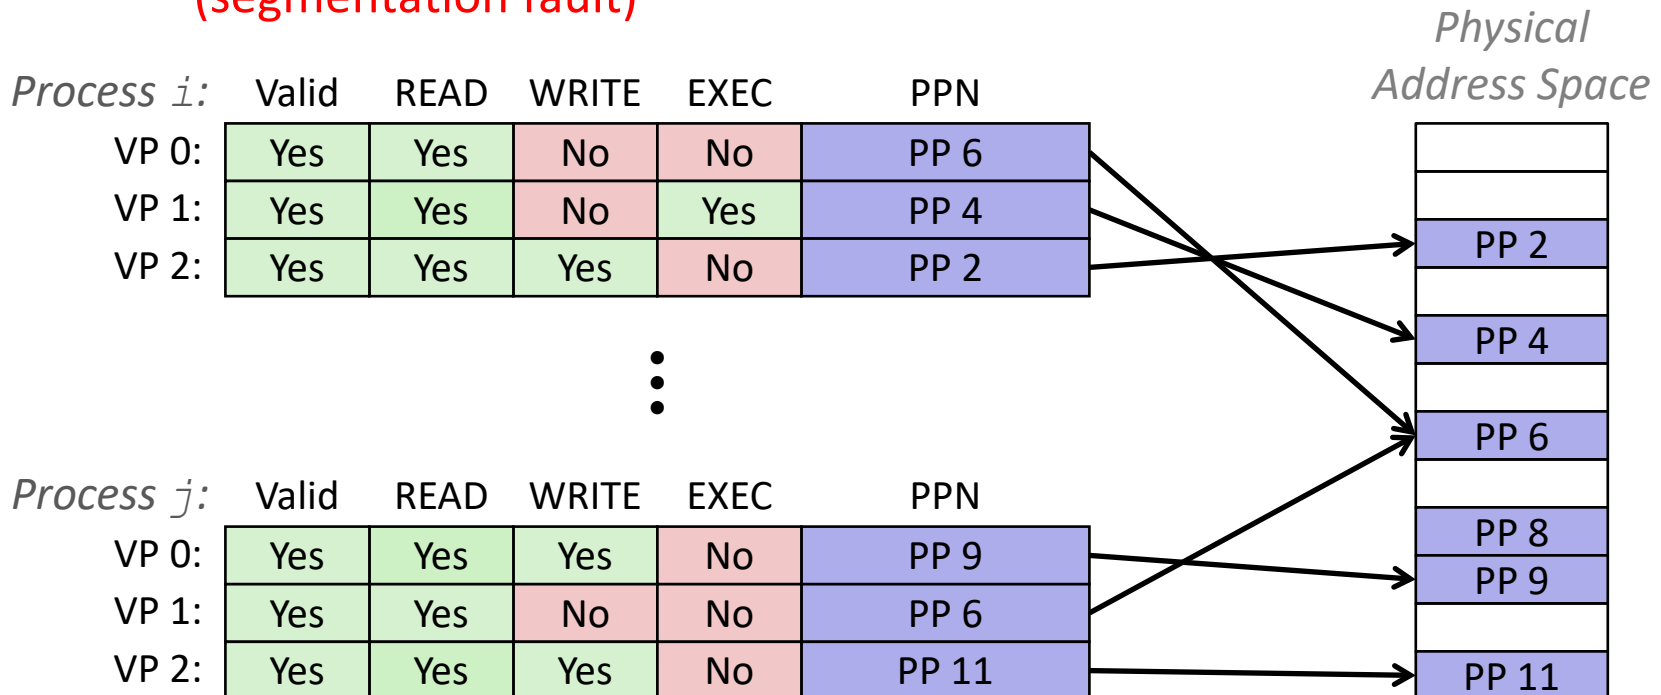 (segmentation fault)
Physical
Address Space
Process i: Valid READ WRITE EXEC PPN
VP 0: Yes Yes No No PP 6
VP 1: Yes Yes No Yes PP 4
VP 2: Yes Yes Yes No PP 2
PP 2
PP 4
PP 6
Process j: Valid READ WRITE EXEC PPN
VP 0: Yes Yes Yes No PP 9
VP 1: Yes Yes No No PP 6
VP 2: Yes Yes Yes No PP 11
PP 8
PP 9
PP 11